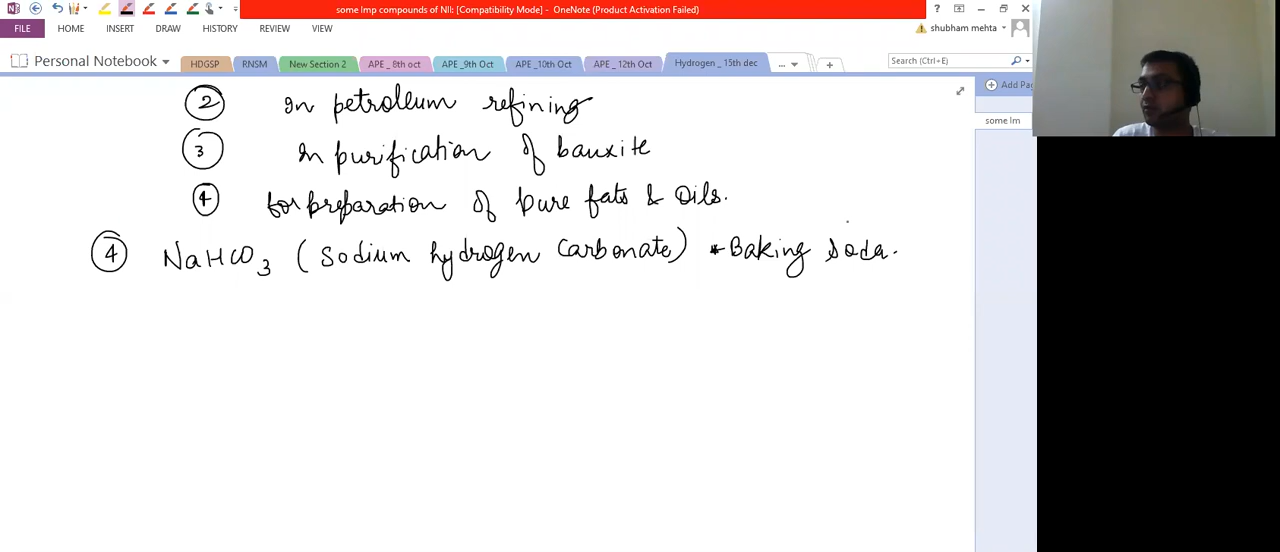 some Imp compounds of NII: [Compatibility Mode] - OneNote (Product Activation Failed)
FILE HOME INSERT DRAW HISTORY REVIEW VIEW shubham mehta
Personal Notebook HDGSP RNSM New Section 2 APE _ 8th oct APE _9th Oct APE _10th Oct APE _ 12th Oct Hydrogen _ 15th dec ... + Search (Ctrl+E)
Add Pag
some Im
2 In petroleum refining
3 In purification of bauxite
4 for preparation of pure fats & Oils.
4 NaHCO3 (Sodium hydrogen Carbonate) * Baking Soda.